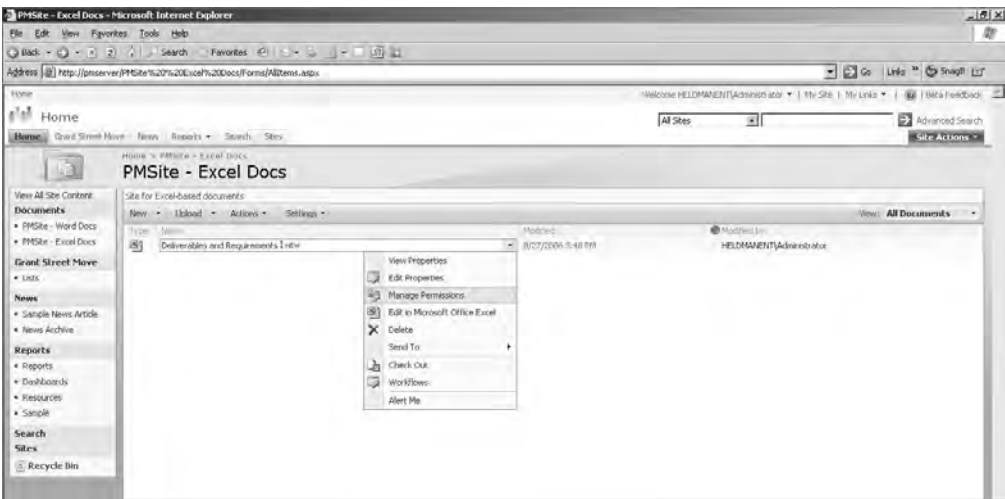 PMSite - Excel Docs - Microsoft Internet Explorer
File Edit View Favorites Tools Help
Back Search Favorites
Address http://pmserver/PMSite%20%20Excel%20Docs/Forms/AllItems.aspx Go Links » SnagIt
Home Welcome HELDMANENT\Administrator | My Site | My Links | Beta Feedback
Home All Sites Advanced Search
Home Grant Street Move News Reports Search Sites Site Actions
Home > PMSite - Excel Docs
PMSite - Excel Docs
View All Site Content
Documents
• PMSite - Word Docs
• PMSite - Excel Docs
Grant Street Move
• Lists
News
• Sample News Article
• News Archive
Reports
• Reports
• Dashboards
• Resources
• Sample
Search
Sites
Recycle Bin
Site for Excel-based documents
New Upload Actions Settings View: All Documents
Type Name Modified Modified By
Deliverables and Requirements 8/27/2006 3:48 PM HELDMANENT\Administrator
View Properties
Edit Properties
Manage Permissions
Edit in Microsoft Office Excel
Delete
Send To
Check Out
Workflows
Alert Me